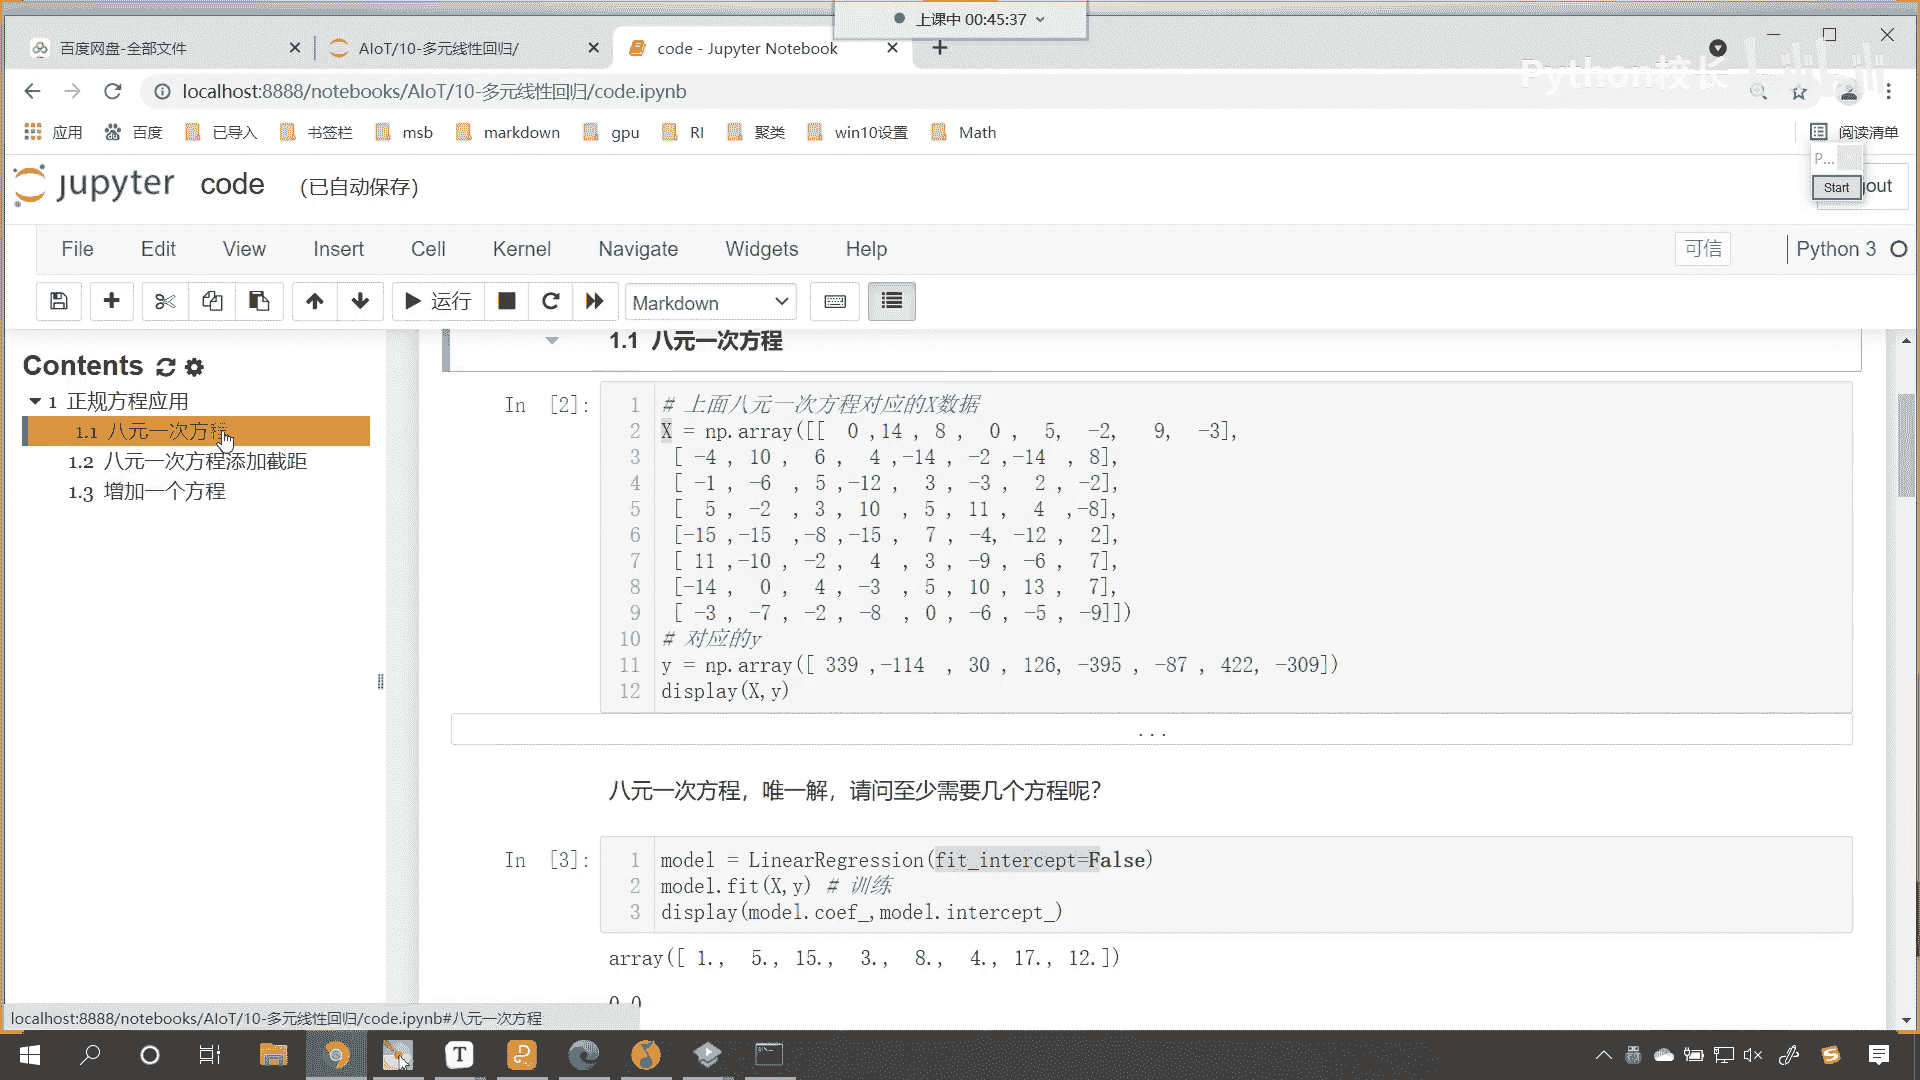 上课中 00:45:37
百度网盘-全部文件
AIoT/10-多元线性回归/
code - Jupyter Notebook
Python校长
localhost:8888/notebooks/AIoT/10-多元线性回归/code.ipynb
应用 百度 已导入 书签栏 msb markdown gpu RI 聚类 win10设置 Math 阅读清单
P...
Start
out
jupyter code (已自动保存)
File Edit View Insert Cell Kernel Navigate Widgets Help 可信 Python 3
运行 Markdown
Contents
1 正规方程应用
1.1 八元一次方程
1.2 八元一次方程添加截距
1.3 增加一个方程
1.1 八元一次方程
In [2]:
1 # 上面八元一次方程对应的X数据
2 X = np.array([[ 0 ,14 , 8 , 0 , 5, -2, 9, -3],
3 [ -4 , 10 , 6 , 4 ,-14 , -2 ,-14 , 8],
4 [ -1 , -6 , 5 ,-12 , 3 , -3 , 2 , -2],
5 [ 5 , -2 , 3 , 10 , 5 , 11 , 4 ,-8],
6 [-15 ,-15 ,-8 ,-15 , 7 , -4, -12 , 2],
7 [ 11 ,-10 , -2 , 4 , 3 , -9 , -6 , 7],
8 [-14 , 0 , 4 , -3 , 5 , 10 , 13 , 7],
9 [ -3 , -7 , -2 , -8 , 0 , -6 , -5 , -9]])
10 # 对应的y
11 y = np.array([ 339 ,-114 , 30 , 126, -395 , -87 , 422, -309])
12 display(X,y)
...
八元一次方程，唯一解，请问至少需要几个方程呢？
In [3]:
1 model = LinearRegression(fit_intercept=False)
2 model.fit(X,y) # 训练
3 display(model.coef_,model.intercept_)
array([ 1., 5., 15., 3., 8., 4., 17., 12.])
0.0
localhost:8888/notebooks/AIoT/10-多元线性回归/code.ipynb#八元一次方程